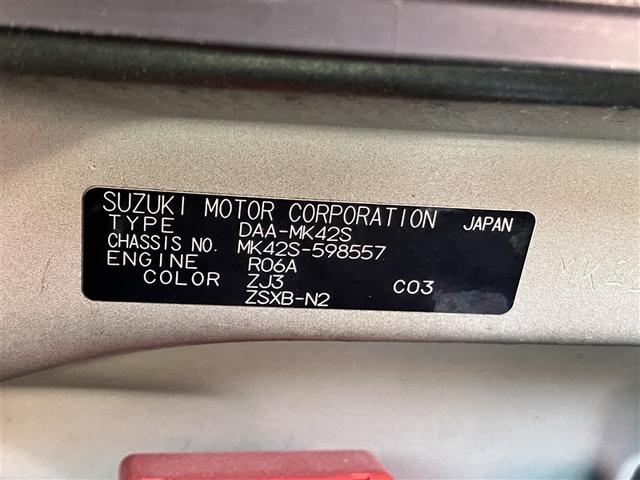 SUZUKI MOTOR CORPORATION JAPAN
TYPE DAA-MK42S
CHASSIS NO. MK42S-598557
ENGINE R06A
COLOR ZJ3 C03
ZSXB-N2